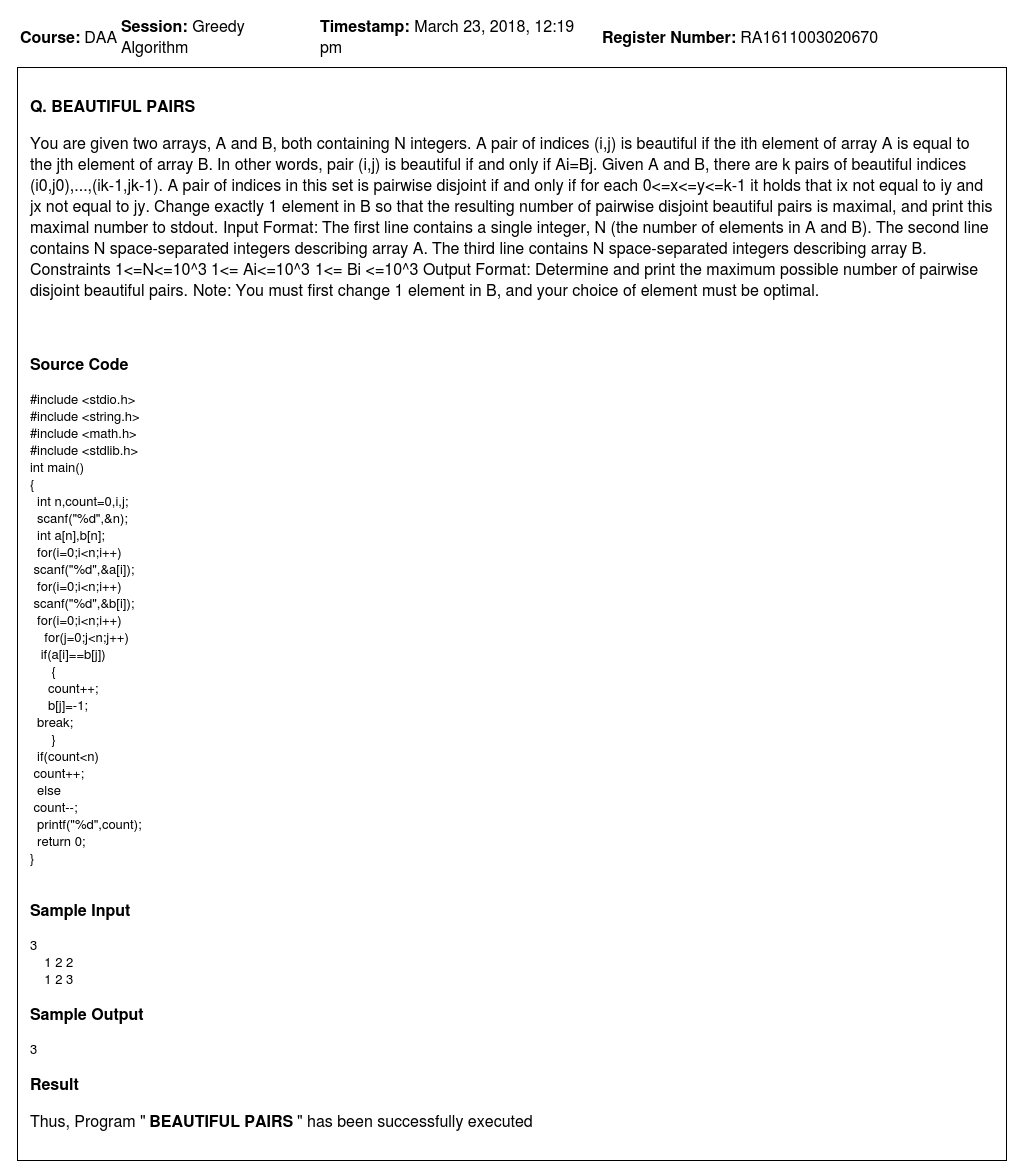 Course: DAA Session: Greedy Algorithm Timestamp: March 23, 2018, 12:19 pm Register Number: RA1611003020670
Q. BEAUTIFUL PAIRS
You are given two arrays, A and B, both containing N integers. A pair of indices (i,j) is beautiful if the ith element of array A is equal to
the jth element of array B. In other words, pair (i,j) is beautiful if and only if Ai=Bj. Given A and B, there are k pairs of beautiful indices
(i0,j0),...,(ik-1,jk-1). A pair of indices in this set is pairwise disjoint if and only if for each 0<=x<=y<=k-1 it holds that ix not equal to iy and
jx not equal to jy. Change exactly 1 element in B so that the resulting number of pairwise disjoint beautiful pairs is maximal, and print this
maximal number to stdout. Input Format: The first line contains a single integer, N (the number of elements in A and B). The second line
contains N space-separated integers describing array A. The third line contains N space-separated integers describing array B.
Constraints 1<=N<=10^3 1<= Ai<=10^3 1<= Bi <=10^3 Output Format: Determine and print the maximum possible number of pairwise
disjoint beautiful pairs. Note: You must first change 1 element in B, and your choice of element must be optimal.
Source Code
#include <stdio.h>
#include <string.h>
#include <math.h>
#include <stdlib.h>
int main()
{
int n,count=0,i,j;
scanf("%d",&n);
int a[n],b[n];
for(i=0;i<n;i++)
scanf("%d",&a[i]);
for(i=0;i<n;i++)
scanf("%d",&b[i]);
for(i=0;i<n;i++)
for(j=0;j<n;j++)
if(a[i]==b[j])
{
count++;
b[j]=-1;
break;
}
if(count<n)
count++;
else
count--;
printf("%d",count);
return 0;
}
Sample Input
3
1 2 2
1 2 3
Sample Output
3
Result
Thus, Program " BEAUTIFUL PAIRS " has been successfully executed